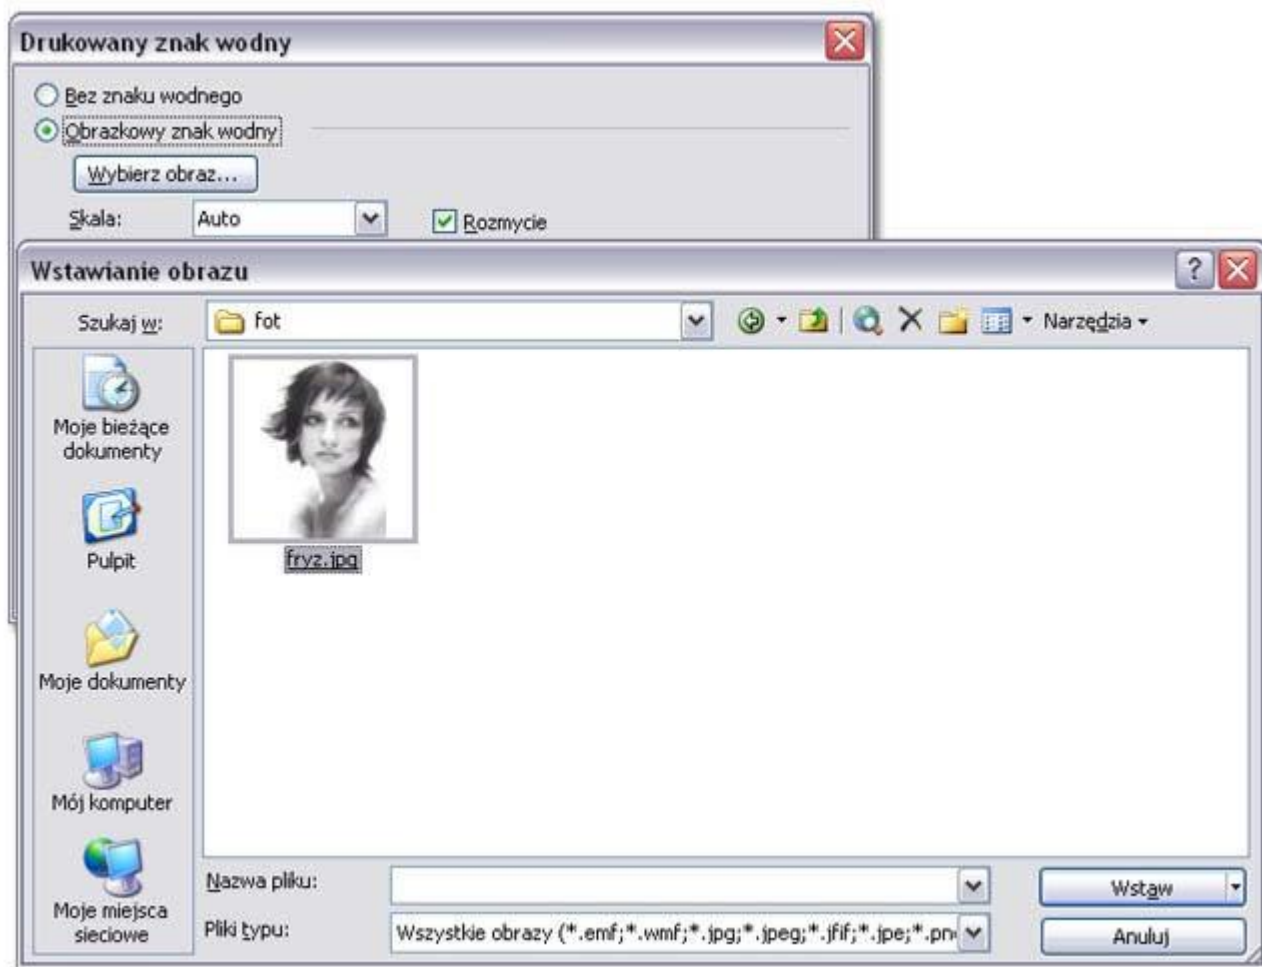 Drukowany znak wodny
Bez znaku wodnego
Obrazkowy znak wodny
Wybierz obraz...
Skala: Auto Rozmycie
Wstawianie obrazu
Szukaj w: fot Narzędzia
Moje bieżące
dokumenty
Pulpit
fryz.jpg
Moje dokumenty
Mój komputer
Moje miejsca
sieciowe
Nazwa pliku: Wstaw
Pliki typu: Wszystkie obrazy (*.emf;*.wmf;*.jpg;*.jpeg;*.jfif;*.jpe;*.pn Anuluj